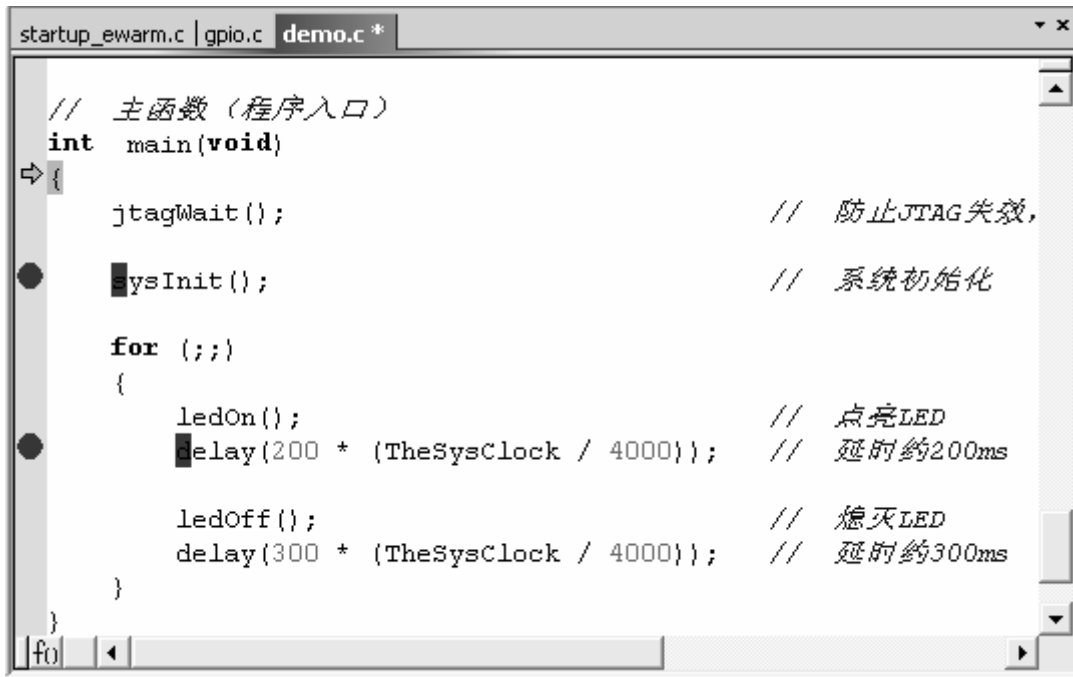 startup_ewarm.c | gpio.c demo.c *
// 主函数（程序入口）
int main(void)
{
jtagWait(); // 防止JTAG失效，
sysInit(); // 系统初始化
for (;;)
{
ledOn(); // 点亮LED
delay(200 * (TheSysClock / 4000)); // 延时约200ms
ledOff(); // 熄灭LED
delay(300 * (TheSysClock / 4000)); // 延时约300ms
}
}
f()